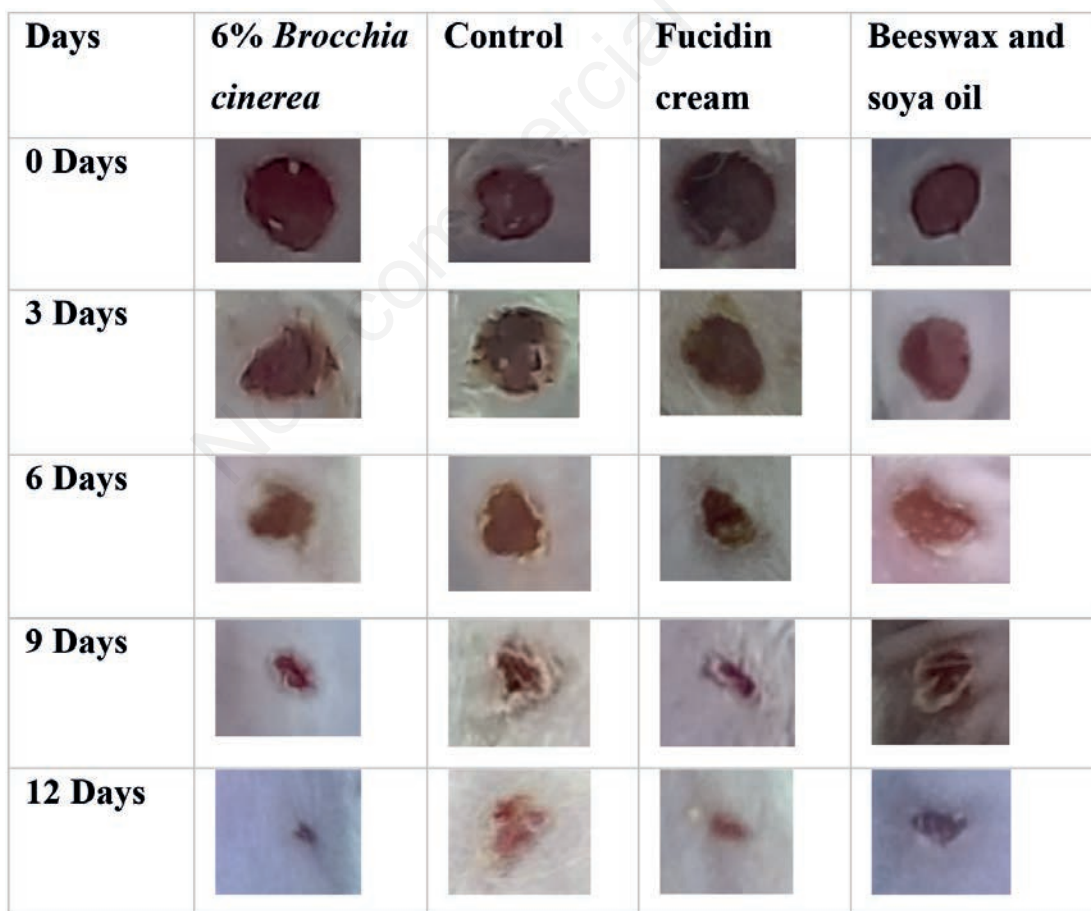 Days
6% Brocchia
cinerea
Control
Fucidin
cream
Beeswax and
soya oil
0 Days
3 Days
6 Days
9 Days
12 Days